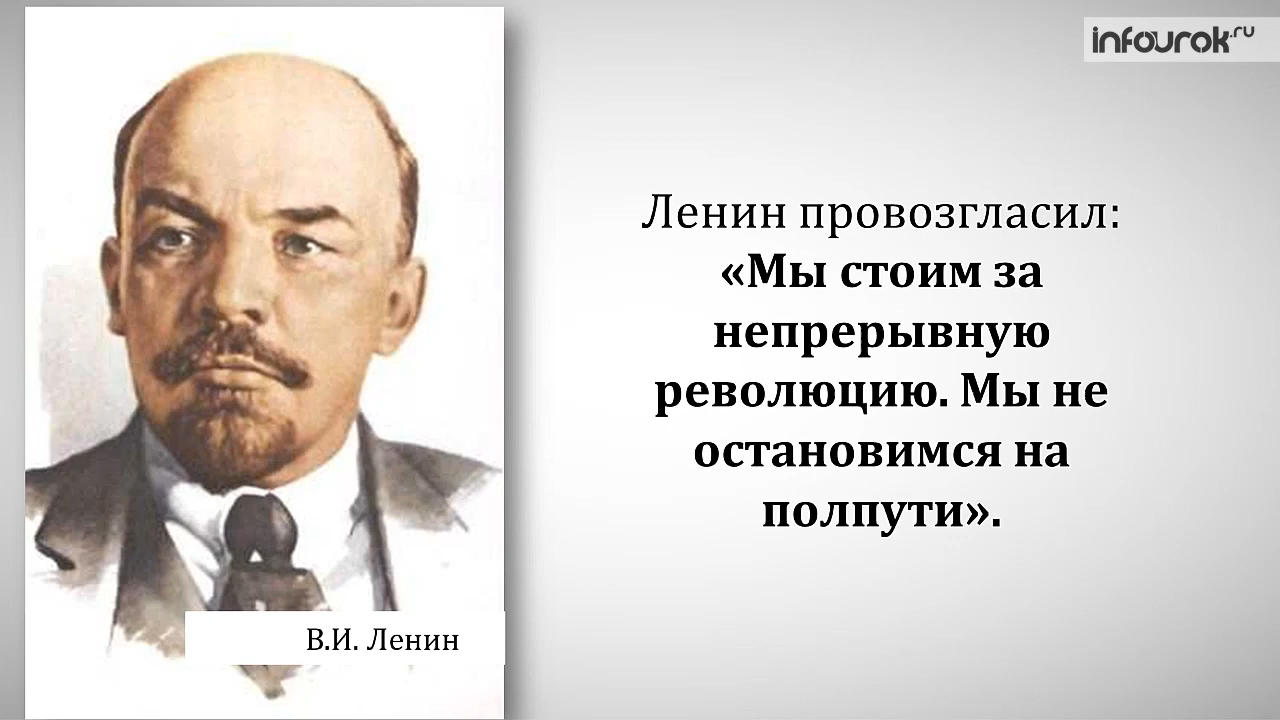 infourok.ru
Ленин провозгласил:
«Мы стоим за
непрерывную
революцию. Мы не
остановимся на
полпути».
В.И. Ленин